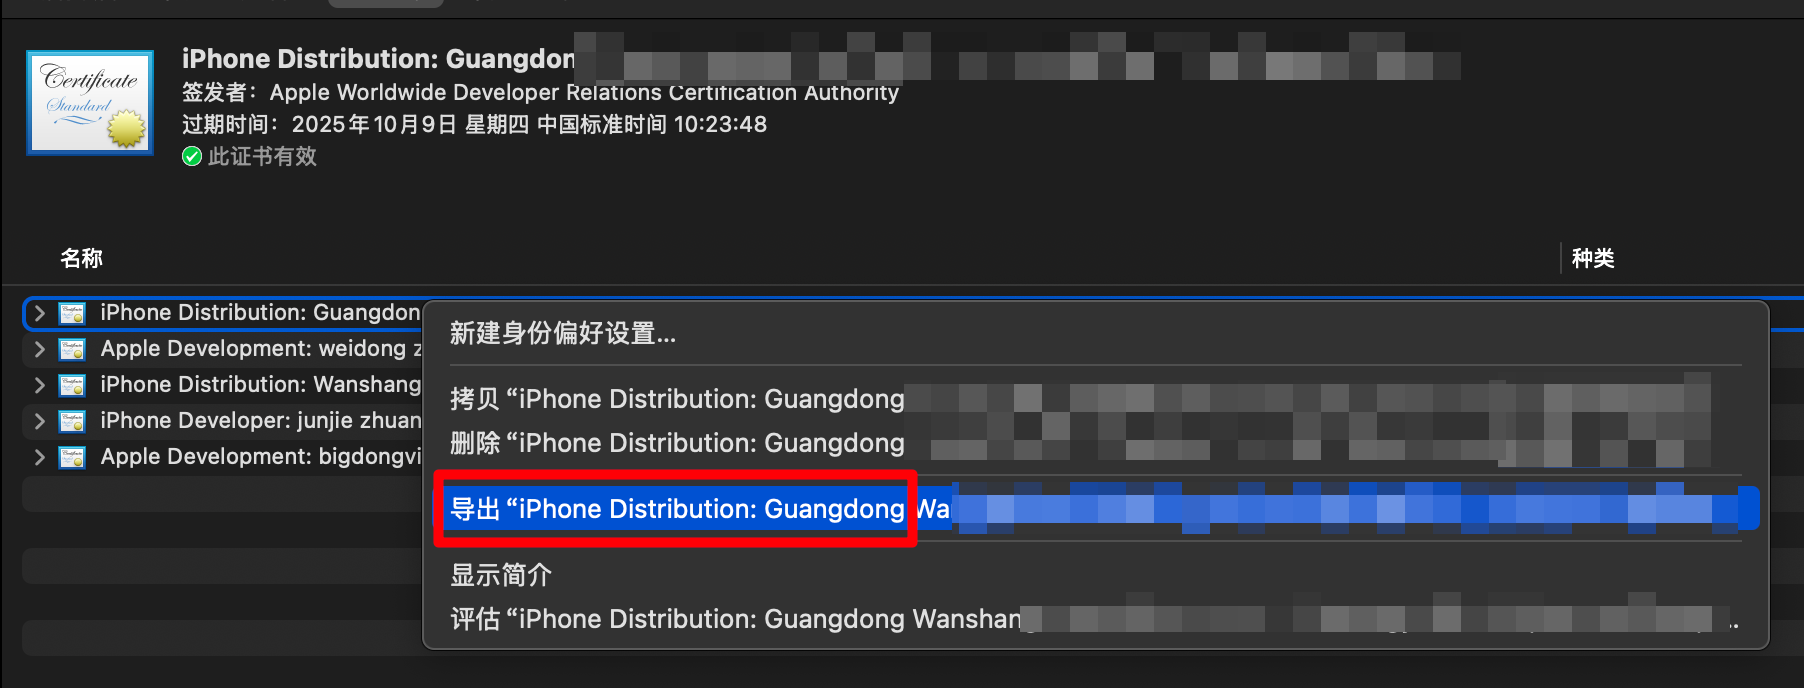 Certificate
Standard
iPhone Distribution: Guangdon
签发者：Apple Worldwide Developer Relations Certification Authority
过期时间：2025年10月9日 星期四 中国标准时间 10:23:48
此证书有效
名称
种类
iPhone Distribution: Guangdon
Apple Development: weidong z
iPhone Distribution: Wanshang
iPhone Developer: junjie zhuan
Apple Development: bigdongvi
新建身份偏好设置...
拷贝 “iPhone Distribution: Guangdong
删除 “iPhone Distribution: Guangdong
导出 “iPhone Distribution: Guangdong Wa
显示简介
评估 “iPhone Distribution: Guangdong Wanshan